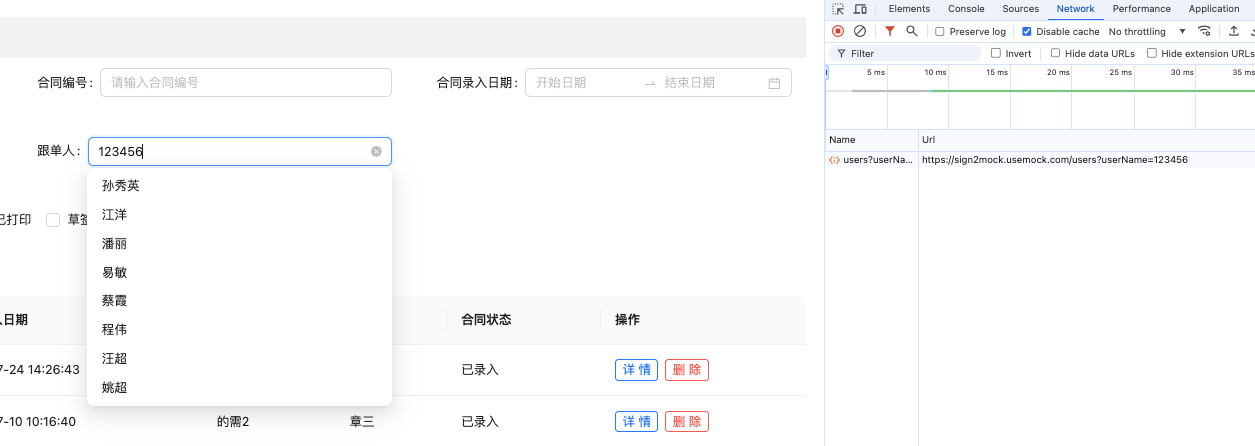 Elements Console Sources Network Performance Application
Preserve log Disable cache No throttling
Filter Invert Hide data URLs Hide extension URLs
合同编号： 请输入合同编号 合同录入日期： 开始日期 结束日期
5 ms 10 ms 15 ms 20 ms 25 ms 30 ms 35 ms
Name Url
跟单人： 123456
users?userNa... https://sign2mock.usemock.com/users?userName=123456
孙秀英
江洋
已打印 草签
潘丽
易敏
蔡霞
入日期 合同状态 操作
程伟
汪超
7-24 14:26:43 已录入 详 情 删 除
姚超
7-10 10:16:40 的需2 章三 已录入 详 情 删 除